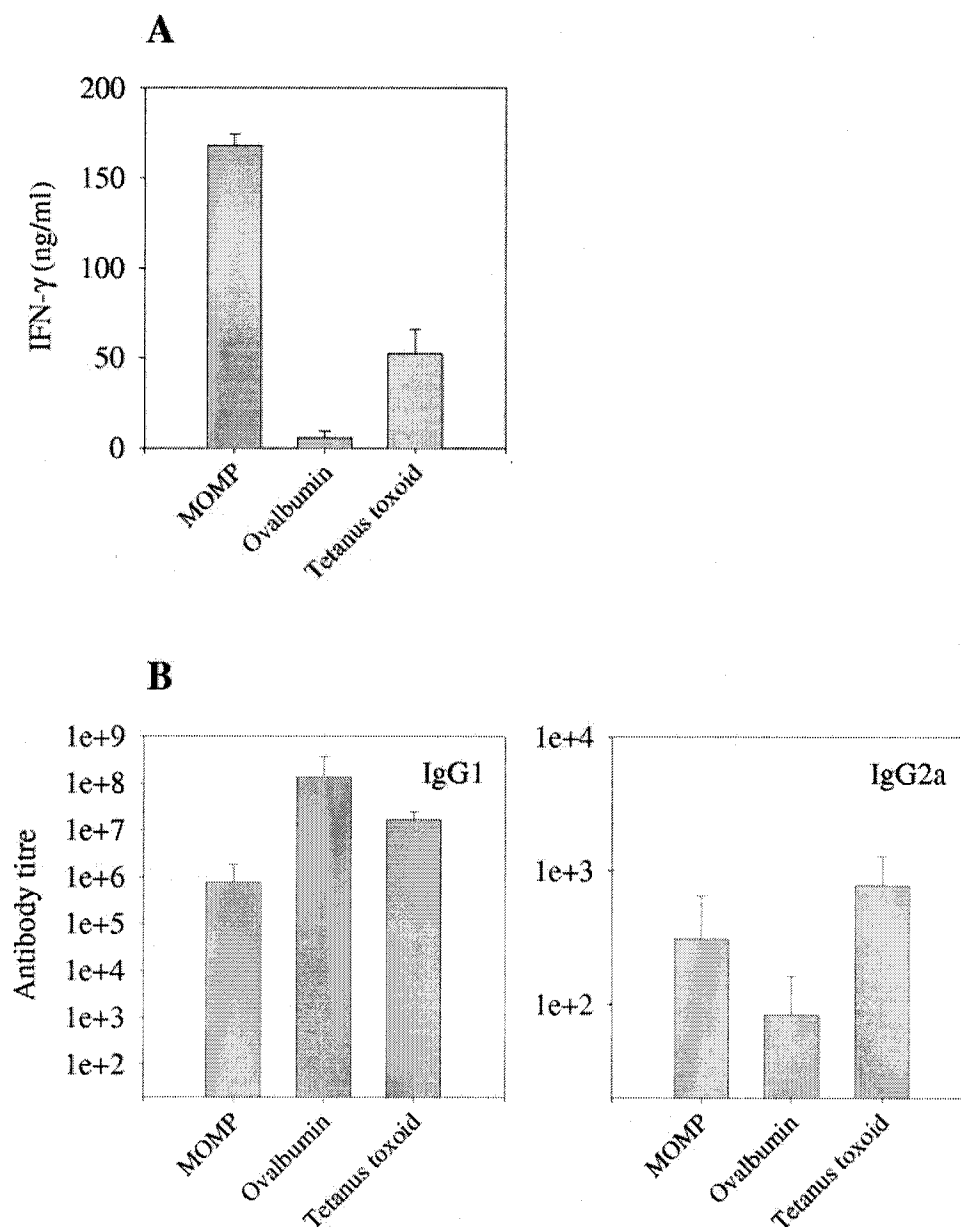 A
200
150
100
50
0
IFN-γ (ng/ml)
MOMP
Ovalbumin
Tetanus toxoid
B
1e+9
1e+8
1e+7
1e+6
1e+5
1e+4
1e+3
1e+2
Antibody titre
IgG1
MOMP
Ovalbumin
Tetanus toxoid
1e+4
1e+3
1e+2
IgG2a
MOMP
Ovalbumin
Tetanus toxoid